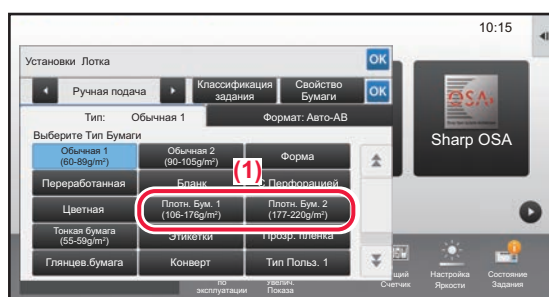 10:15
Установки Лотка
OK
Ручная подача
Классификация
задания
Свойство
Бумаги
OK
Тип: Обычная 1
Формат: Авто-AB
Выберите Тип Бумаги
Обычная 1
(60-89g/m²)
Обычная 2
(90-105g/m²)
Форма
(1)
Переработанная
Бланк
С Перфорацией
Цветная
Плотн. Бум. 1
(106-176g/m²)
Плотн. Бум. 2
(177-220g/m²)
Тонкая бумага
(55-59g/m²)
Этикетки
Прозр. пленка
Глянцев.бумага
Конверт
Тип Польз. 1
OSA
Sharp OSA
по
эксплуатации
Увелич.
Показа
щий
Счетчик
Настройка
Яркости
Состояние
Задания